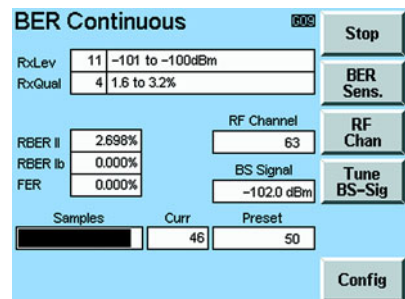 BER Continuous G09
RxLev 11 -101 to -100dBm
RxQual 4 1.6 to 3.2%
RF Channel
RBER II 2.698% 63
RBER Ib 0.000%
BS Signal
FER 0.000% -102.0 dBm
Samples Curr Preset
46 50
Stop
BER
Sens.
RF
Chan
Tune
BS-Sig
Config